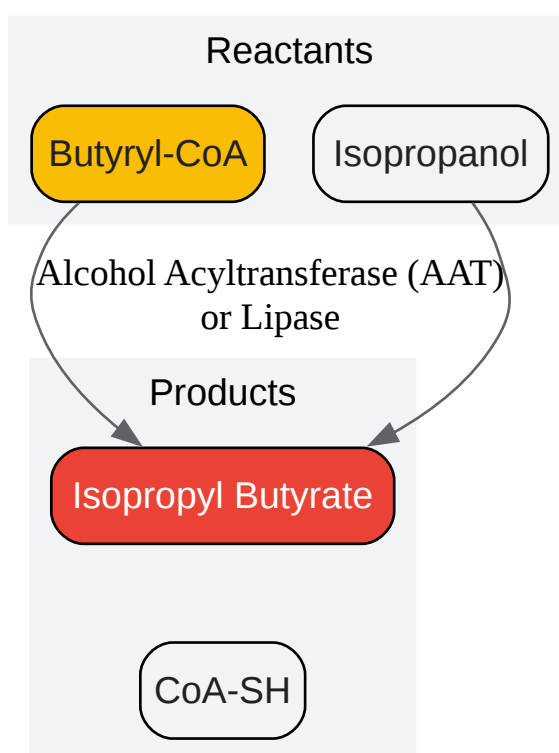 Reactants
Butyryl-CoA
Isopropanol
Alcohol Acyltransferase (AAT)
or Lipase
Products
Isopropyl Butyrate
CoA-SH